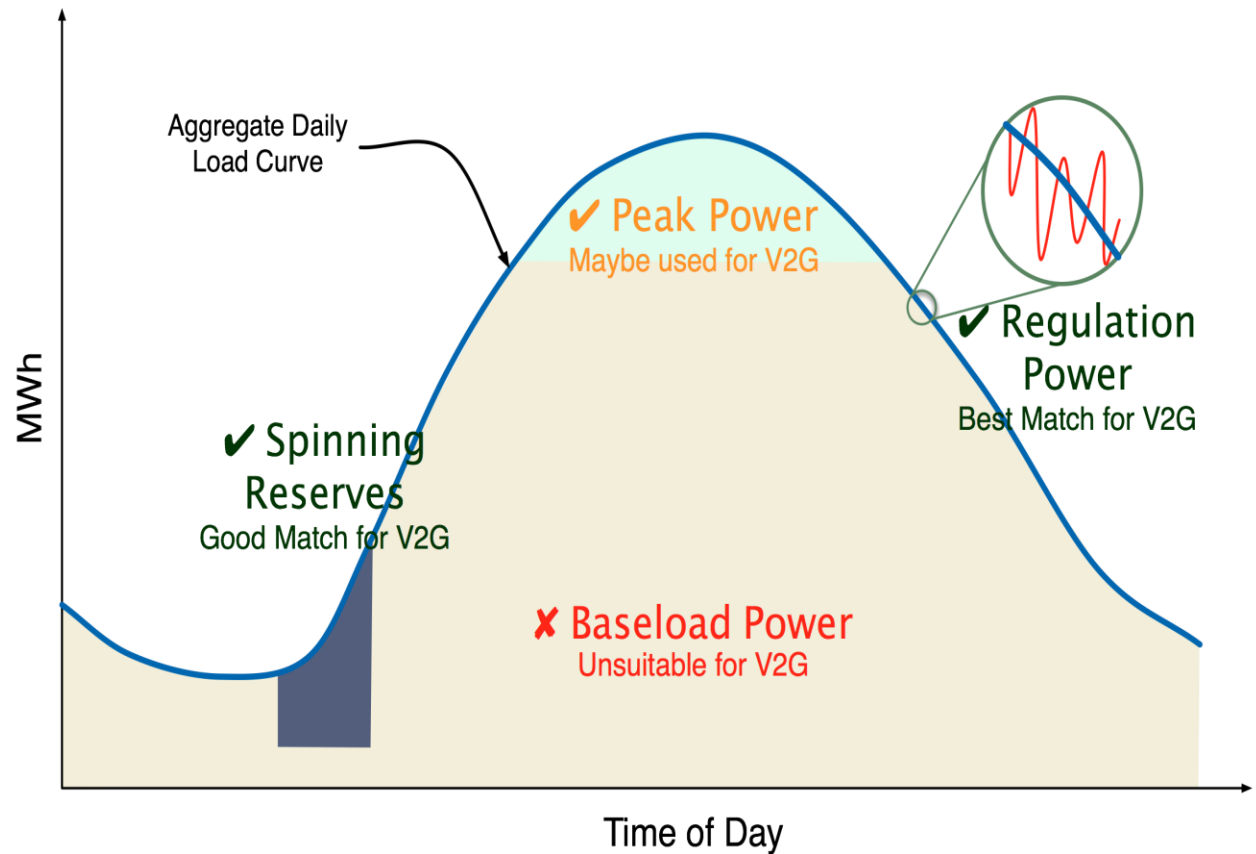 Aggregate Daily
Load Curve
✔ Peak Power
Maybe used for V2G
✔ Regulation
Power
Best Match for V2G
MWh
✔ Spinning
Reserves
Good Match for V2G
✘ Baseload Power
Unsuitable for V2G
Time of Day